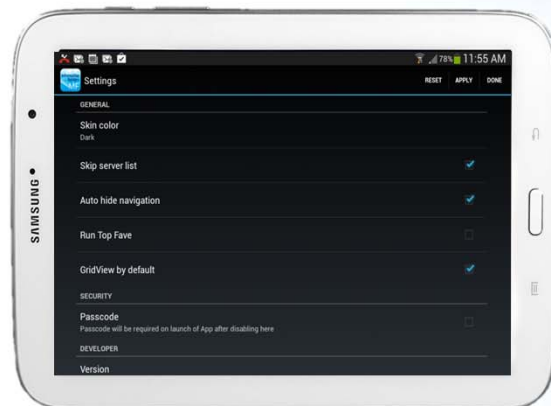 78% 11:55 AM
Settings
RESET APPLY DONE
GENERAL
Skin color
Dark
Skip server list
Auto hide navigation
Run Top Fave
GridView by default
SECURITY
Passcode
Passcode will be required on launch of App after disabling here
DEVELOPER
Version
SAMSUNG